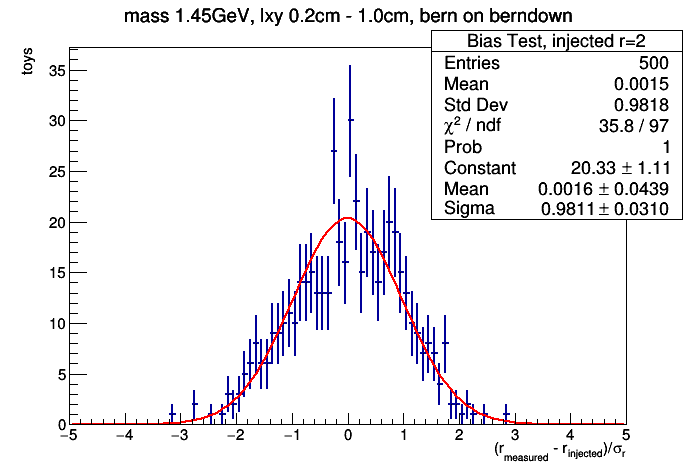 mass 1.45GeV, lxy 0.2cm - 1.0cm, bern on berndown
Bias Test, injected r=2
Entries 500
Mean 0.0015
Std Dev 0.9818
χ² / ndf 35.8 / 97
Prob 1
Constant 20.33 ± 1.11
Mean 0.0016 ± 0.0439
Sigma 0.9811 ± 0.0310
toys
35
30
25
20
15
10
5
0
−5 −4 −3 −2 −1 0 1 2 3 4 5
(r_measured - r_injected)/σ_r